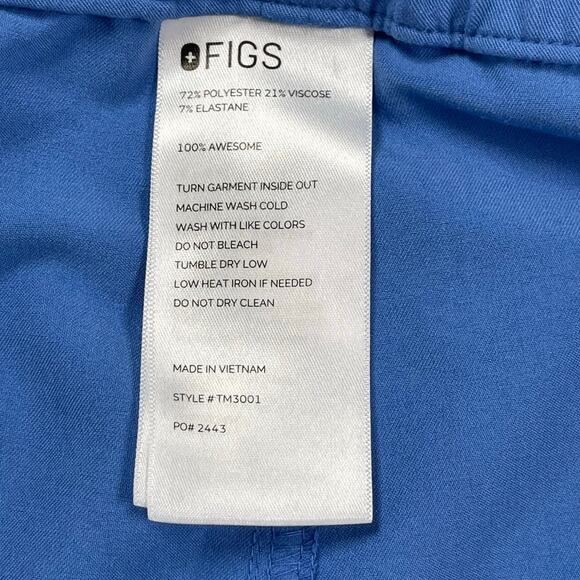 FIGS
72% POLYESTER 21% VISCOSE
7% ELASTANE
100% AWESOME
TURN GARMENT INSIDE OUT
MACHINE WASH COLD
WASH WITH LIKE COLORS
DO NOT BLEACH
TUMBLE DRY LOW
LOW HEAT IRON IF NEEDED
DO NOT DRY CLEAN
MADE IN VIETNAM
STYLE # TM3001
PO# 2443